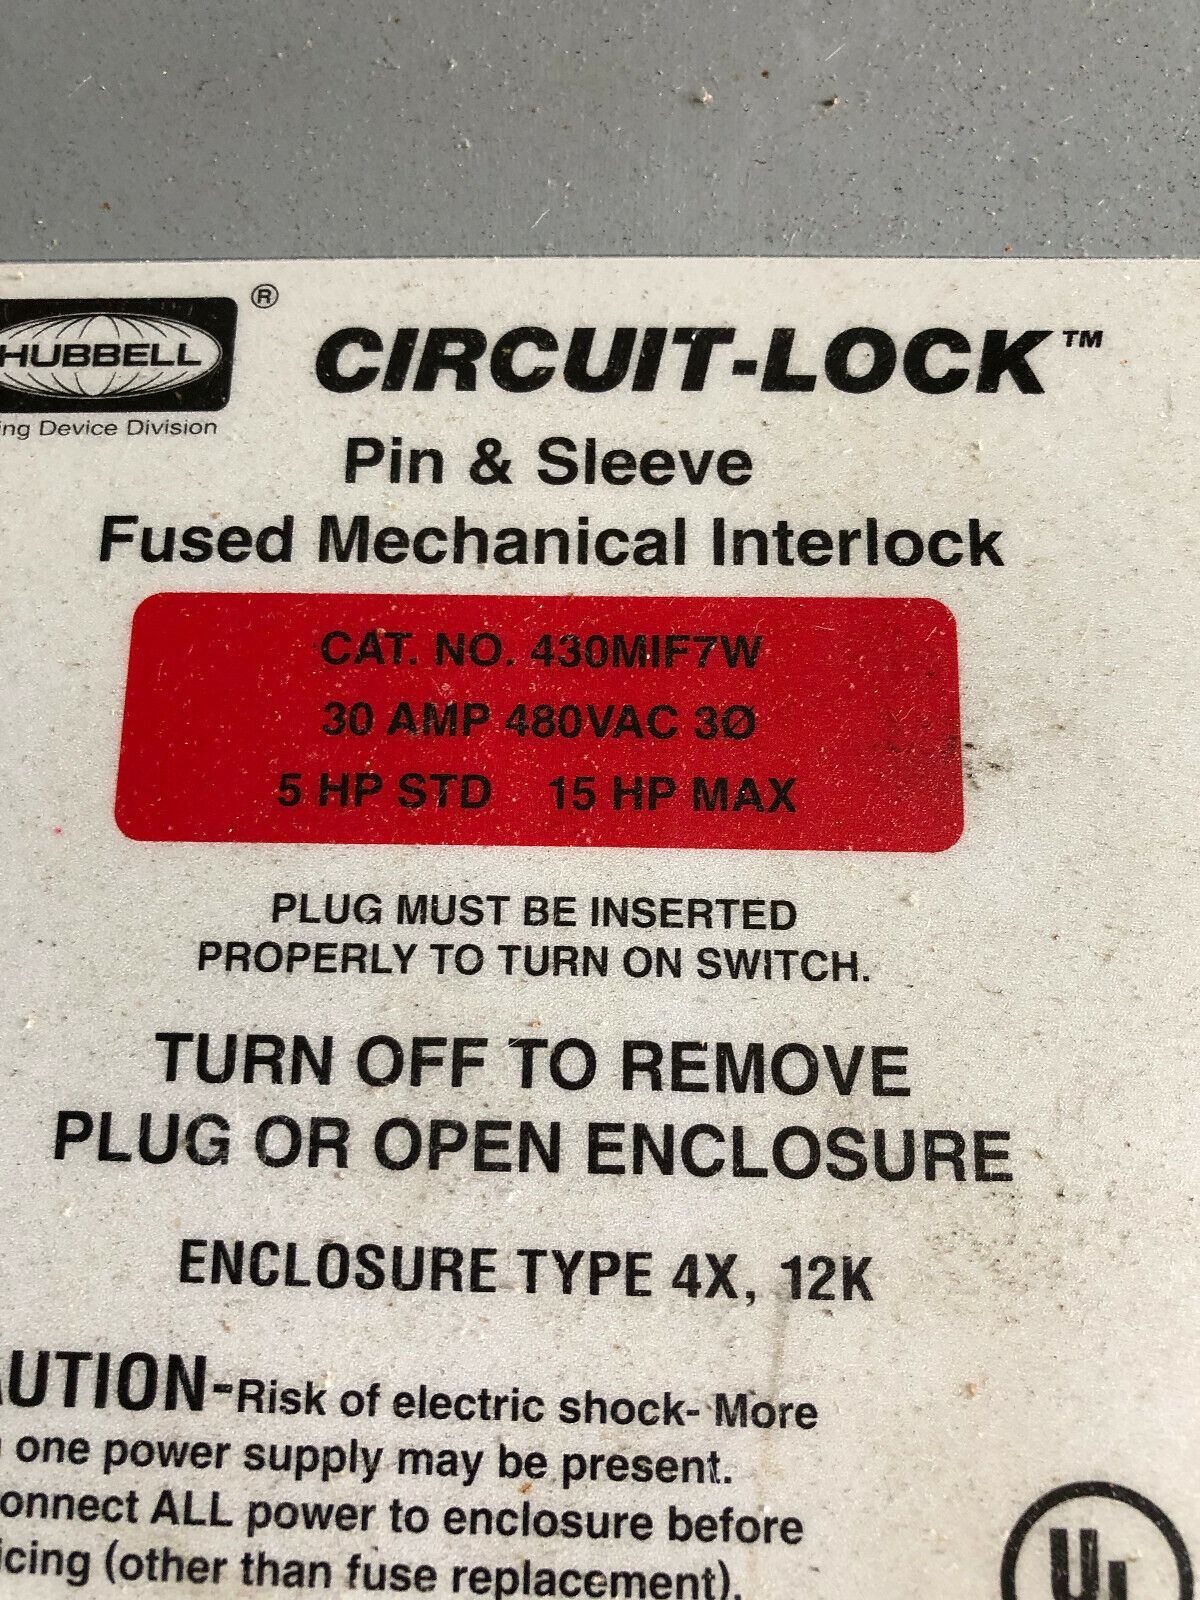 HUBBELL ®
CIRCUIT-LOCK™
Device Division
Pin & Sleeve
Fused Mechanical Interlock
CAT. NO. 430MIF7W
30 AMP 480VAC 3Ø
5 HP STD 15 HP MAX
PLUG MUST BE INSERTED
PROPERLY TO TURN ON SWITCH.
TURN OFF TO REMOVE
PLUG OR OPEN ENCLOSURE
ENCLOSURE TYPE 4X, 12K
AUTION-Risk of electric shock- More
one power supply may be present.
onnect ALL power to enclosure before
icing (other than fuse replacement).
UL